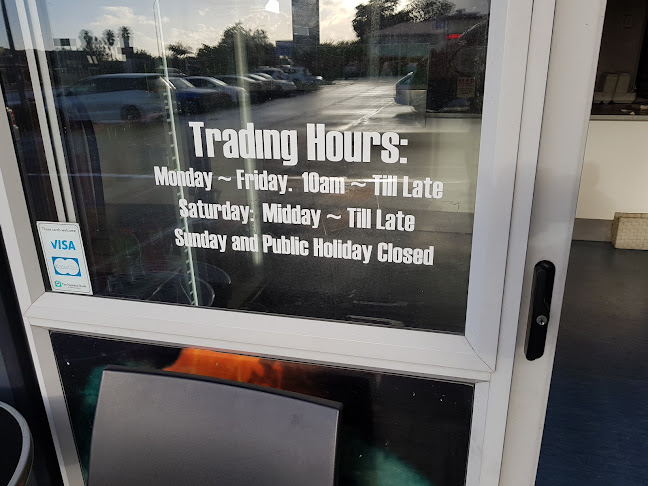 Trading Hours:
Monday ~ Friday. 10am ~ Till Late
Saturday: Midday ~ Till Late
Sunday and Public Holiday Closed
VISA